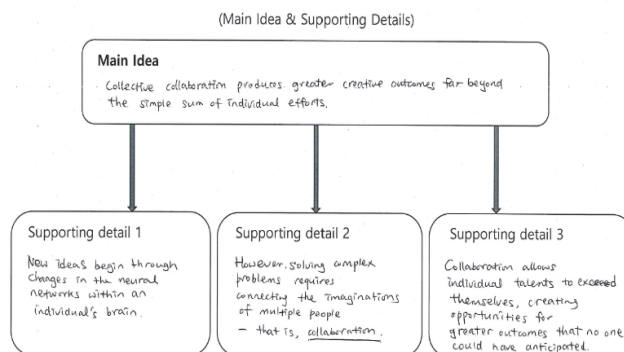 (Main Idea & Supporting Details)
Main Idea
Collective collaboration produces greater creative outcomes far beyond
the simple sum of individual efforts.
Supporting detail 1
New ideas begin through
changes in the neural
networks within an
individual's brain.
Supporting detail 2
However, solving complex
problems requires
connecting the imaginations
of multiple people
- that is, collaboration.
Supporting detail 3
Collaboration allows
individual talents to exceed
themselves, creating
opportunities for
greater outcomes that no one
could have anticipated.